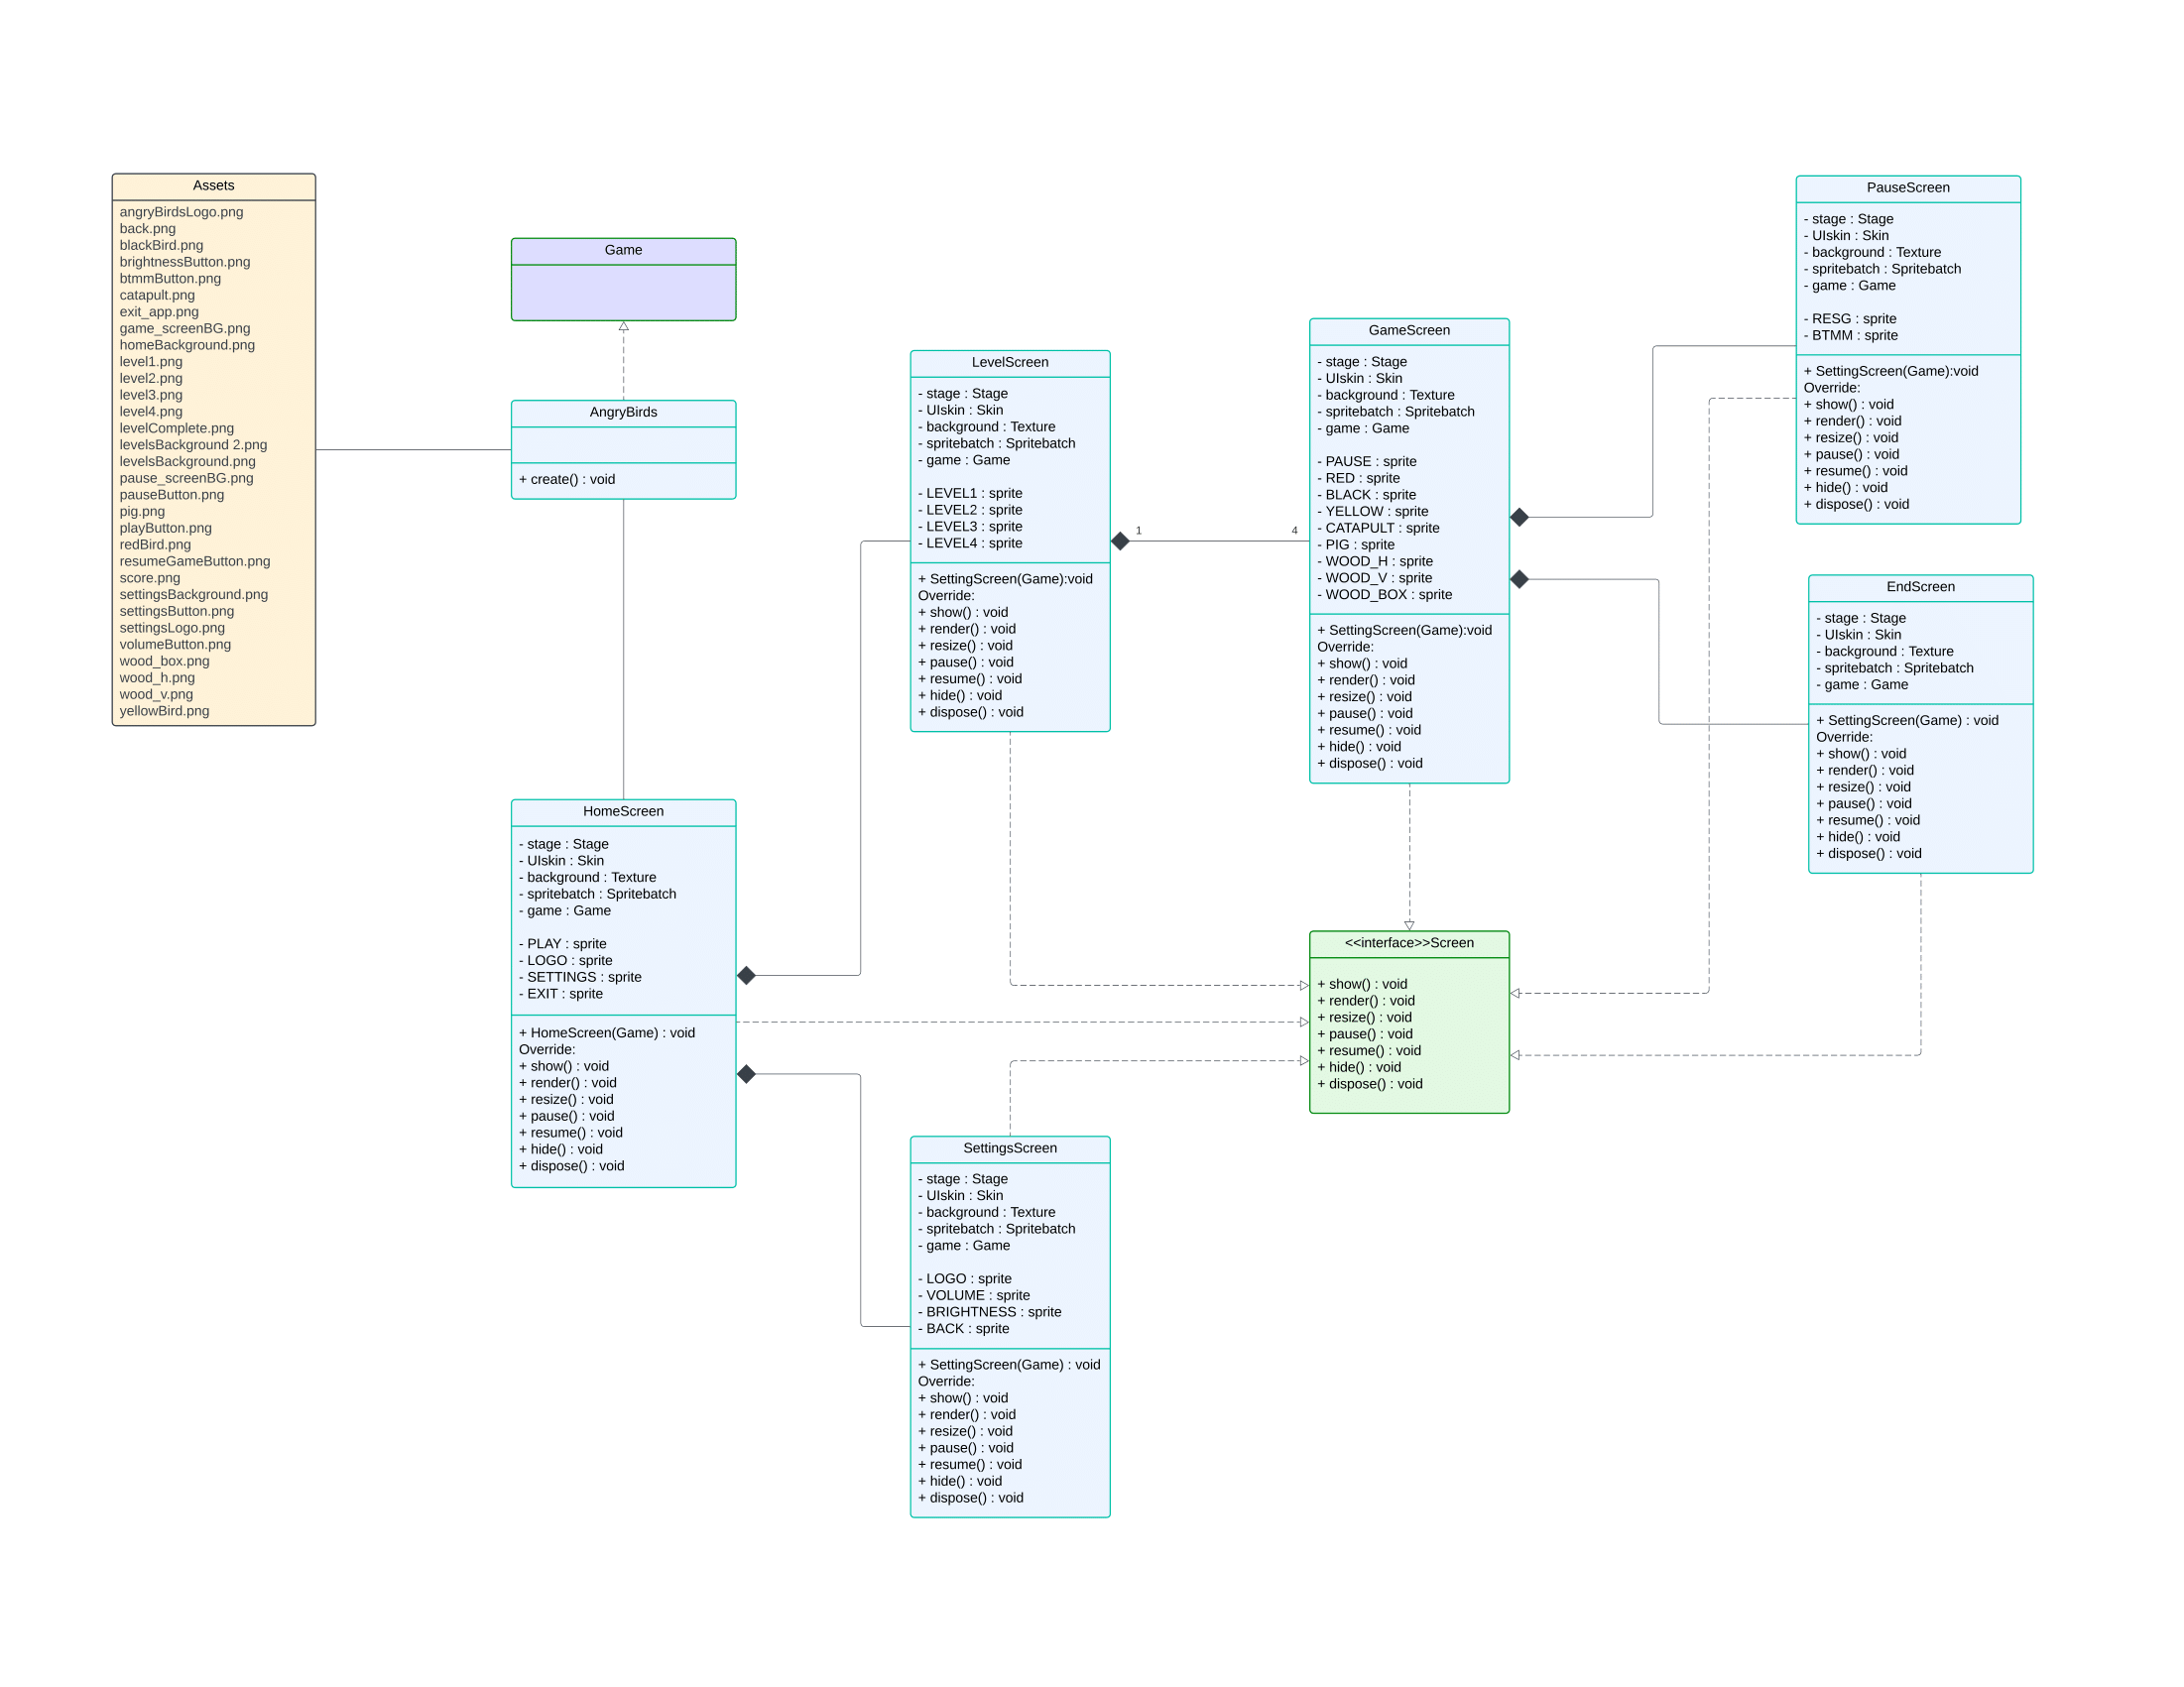 Assets
angryBirdsLogo.png
back.png
blackBird.png
brightnessButton.png
btmmButton.png
catapult.png
exit_app.png
game_screenBG.png
homeBackground.png
level1.png
level2.png
level3.png
level4.png
levelComplete.png
levelsBackground 2.png
levelsBackground.png
pause_screenBG.png
pauseButton.png
pig.png
playButton.png
redBird.png
resumeGameButton.png
score.png
settingsBackground.png
settingsButton.png
settingsLogo.png
volumeButton.png
wood_box.png
wood_h.png
wood_v.png
yellowBird.png
Game
AngryBirds
+ create() : void
HomeScreen
- stage : Stage
- UIskin : Skin
- background : Texture
- spritebatch : Spritebatch
- game : Game
- PLAY : sprite
- LOGO : sprite
- SETTINGS : sprite
- EXIT : sprite
+ HomeScreen(Game) : void
Override:
+ show() : void
+ render() : void
+ resize() : void
+ pause() : void
+ resume() : void
+ hide() : void
+ dispose() : void
LevelScreen
- stage : Stage
- UIskin : Skin
- background : Texture
- spritebatch : Spritebatch
- game : Game
- LEVEL1 : sprite
- LEVEL2 : sprite
- LEVEL3 : sprite
- LEVEL4 : sprite
+ SettingScreen(Game):void
Override:
+ show() : void
+ render() : void
+ resize() : void
+ pause() : void
+ resume() : void
+ hide() : void
+ dispose() : void
1
4
SettingsScreen
- stage : Stage
- UIskin : Skin
- background : Texture
- spritebatch : Spritebatch
- game : Game
- LOGO : sprite
- VOLUME : sprite
- BRIGHTNESS : sprite
- BACK : sprite
+ SettingScreen(Game) : void
Override:
+ show() : void
+ render() : void
+ resize() : void
+ pause() : void
+ resume() : void
+ hide() : void
+ dispose() : void
GameScreen
- stage : Stage
- UIskin : Skin
- background : Texture
- spritebatch : Spritebatch
- game : Game
- PAUSE : sprite
- RED : sprite
- BLACK : sprite
- YELLOW : sprite
- CATAPULT : sprite
- PIG : sprite
- WOOD_H : sprite
- WOOD_V : sprite
- WOOD_BOX : sprite
+ SettingScreen(Game):void
Override:
+ show() : void
+ render() : void
+ resize() : void
+ pause() : void
+ resume() : void
+ hide() : void
+ dispose() : void
<<interface>>Screen
+ show() : void
+ render() : void
+ resize() : void
+ pause() : void
+ resume() : void
+ hide() : void
+ dispose() : void
PauseScreen
- stage : Stage
- UIskin : Skin
- background : Texture
- spritebatch : Spritebatch
- game : Game
- RESG : sprite
- BTMM : sprite
+ SettingScreen(Game):void
Override:
+ show() : void
+ render() : void
+ resize() : void
+ pause() : void
+ resume() : void
+ hide() : void
+ dispose() : void
EndScreen
- stage : Stage
- UIskin : Skin
- background : Texture
- spritebatch : Spritebatch
- game : Game
+ SettingScreen(Game) : void
Override:
+ show() : void
+ render() : void
+ resize() : void
+ pause() : void
+ resume() : void
+ hide() : void
+ dispose() : void